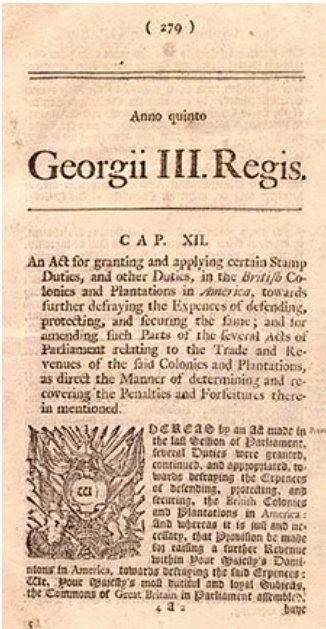 ( 279 )
Anno quinto
Georgii III. Regis.
C A P. XII.
An Act for granting and applying certain Stamp
Duties, and other Duties, in the British Co-
lonies and Plantations in America, towards
further defraying the Expences of defending,
protecting, and securing the same; and for
amending such Parts of the several Acts of
Parliament relating to the Trade and Re-
venues of the said Colonies and Plantations,
as direct the Manner of determining and re-
covering the Penalties and Forfeitures there-
in mentioned.
WHEREAS by an Act made in
the last Session of Parliament,
several Duties were granted,
continued, and appropriated, to-
wards defraying the Expences
of defending, protecting, and
securing, the British Colonies
and Plantations in America:
And whereas it is just and ne-
cessary, that Provision be made
for raising a further Revenue
within Your Majesty's Domi-
nions in America, towards defraying the said Expences:
We, Your Majesty's most dutiful and loyal Subjects,
the Commons of Great Britain in Parliament assembled,
4 A 2
have